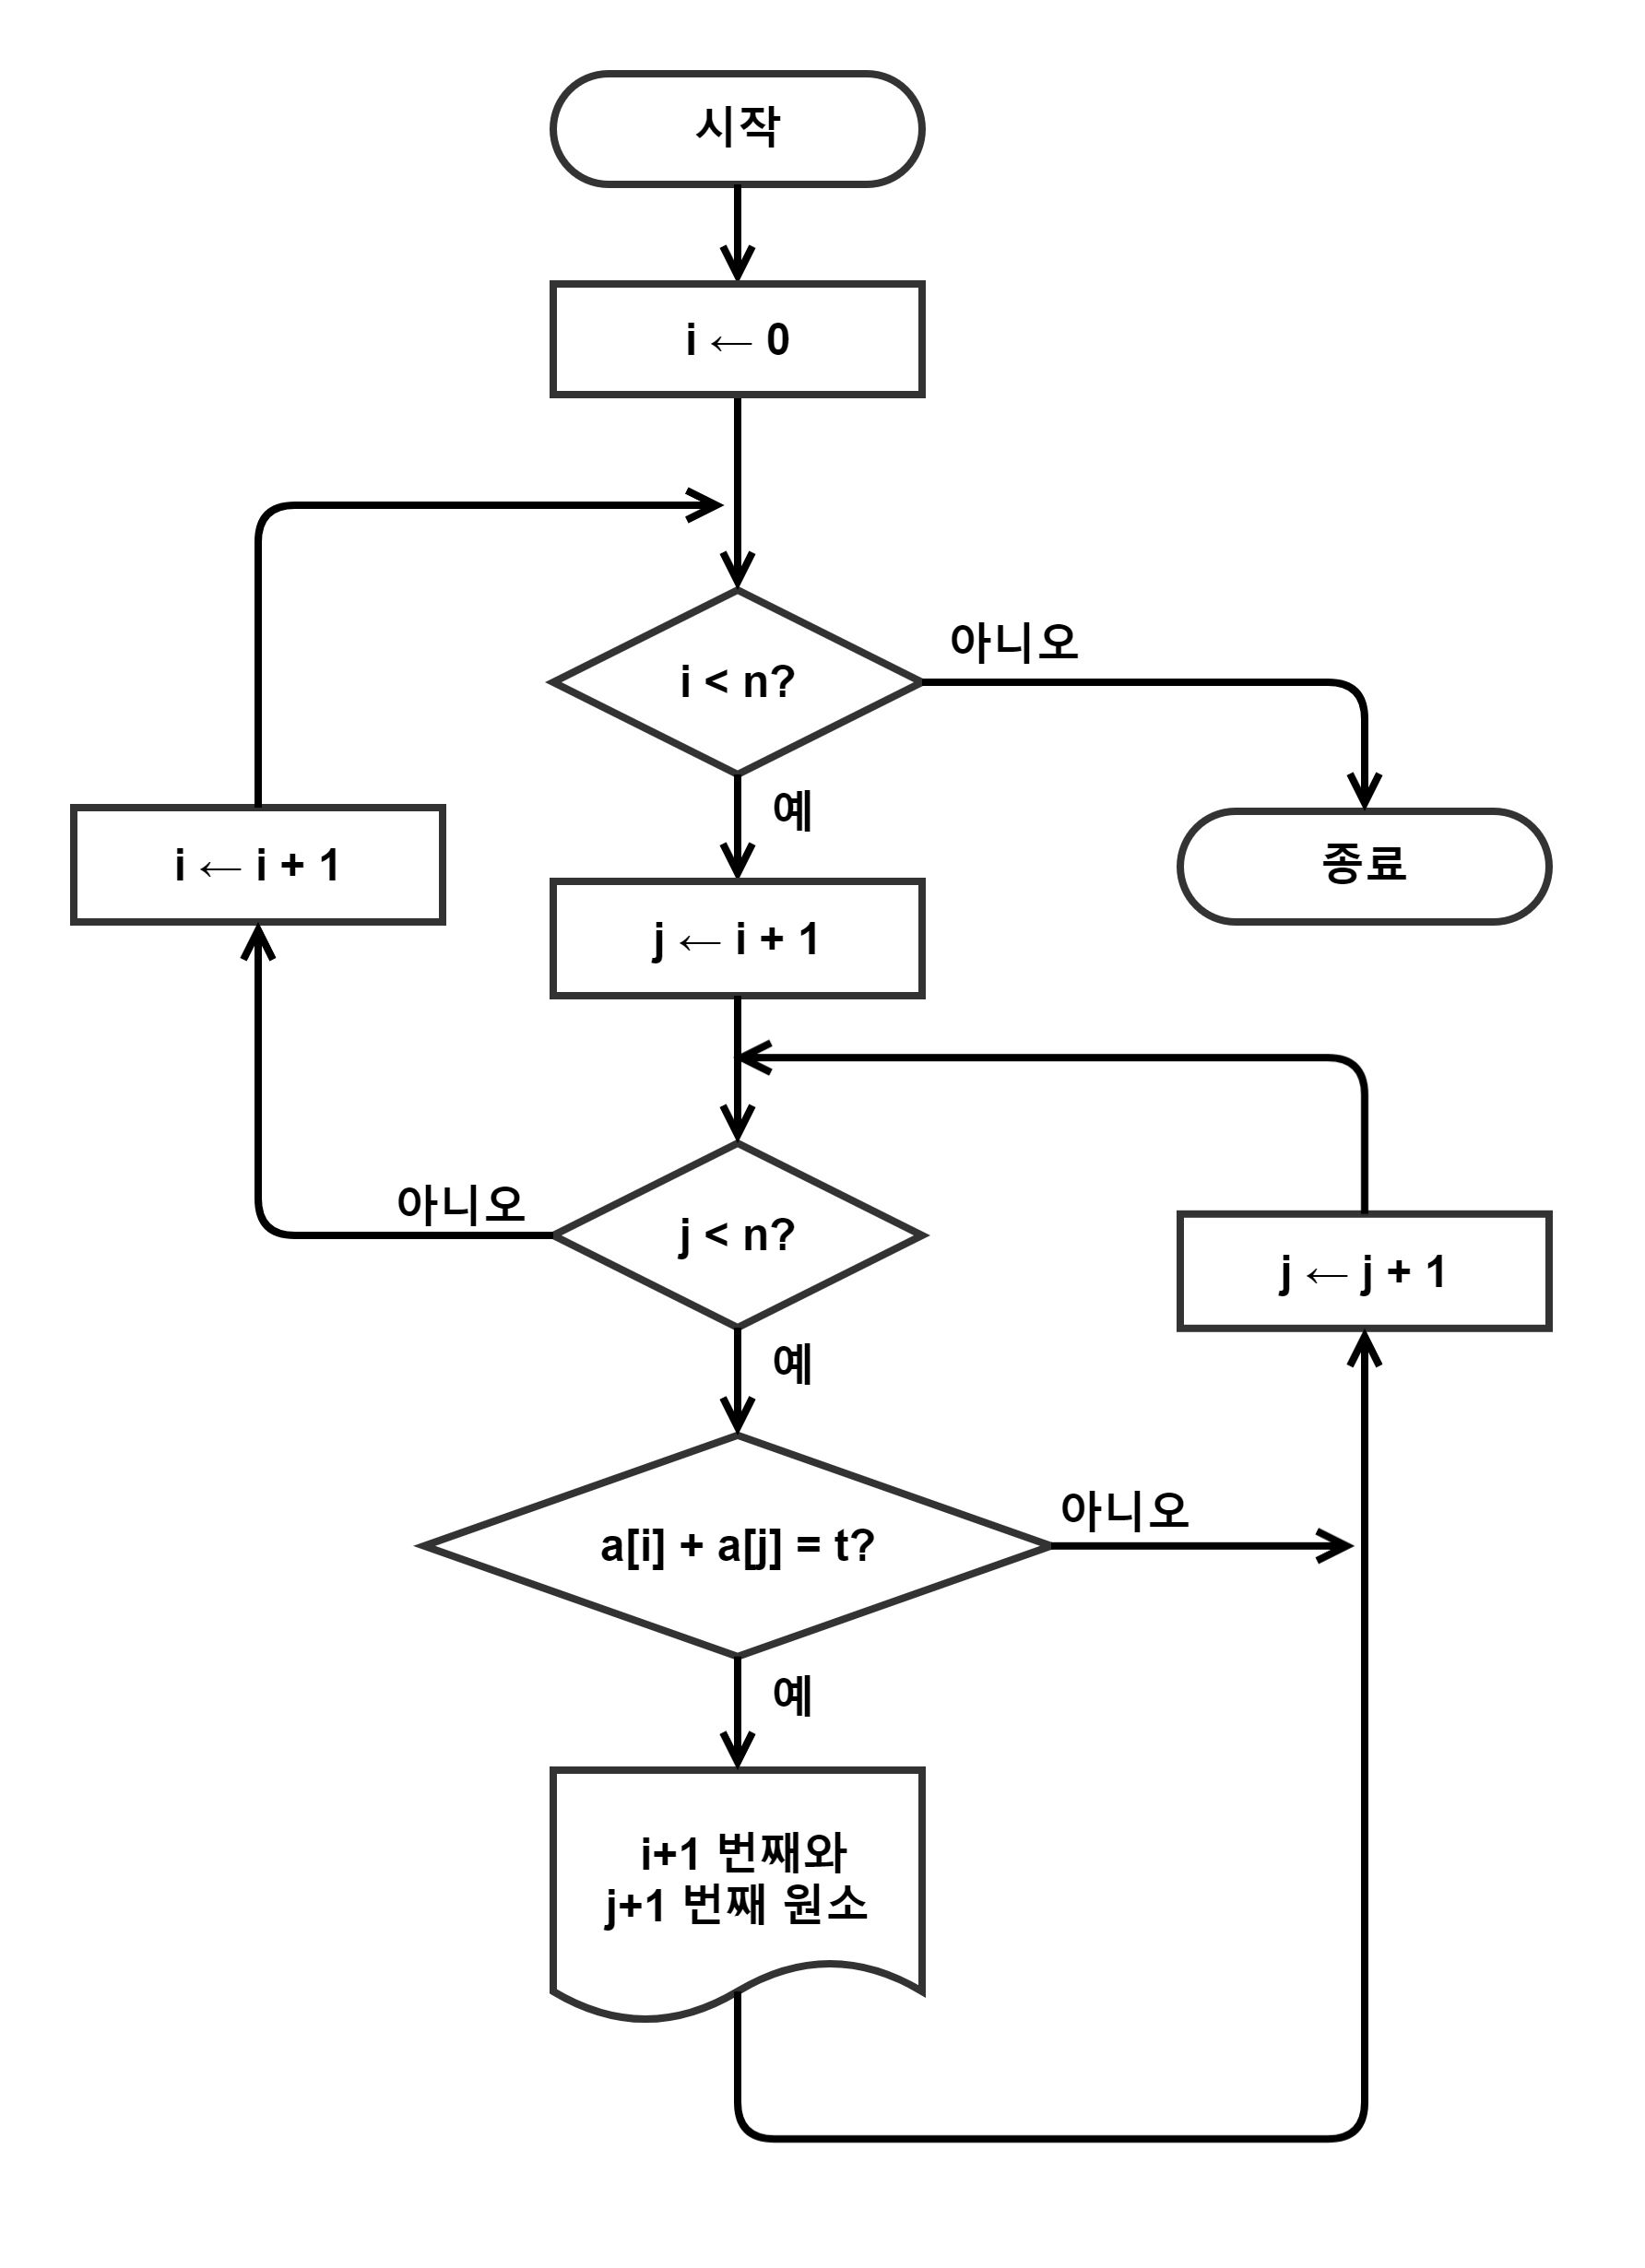 시작
i ← 0
i < n?
아니오
예
종료
i ← i + 1
j ← i + 1
아니오
j < n?
j ← j + 1
예
a[i] + a[j] = t?
아니오
예
i+1 번째와
j+1 번째 원소